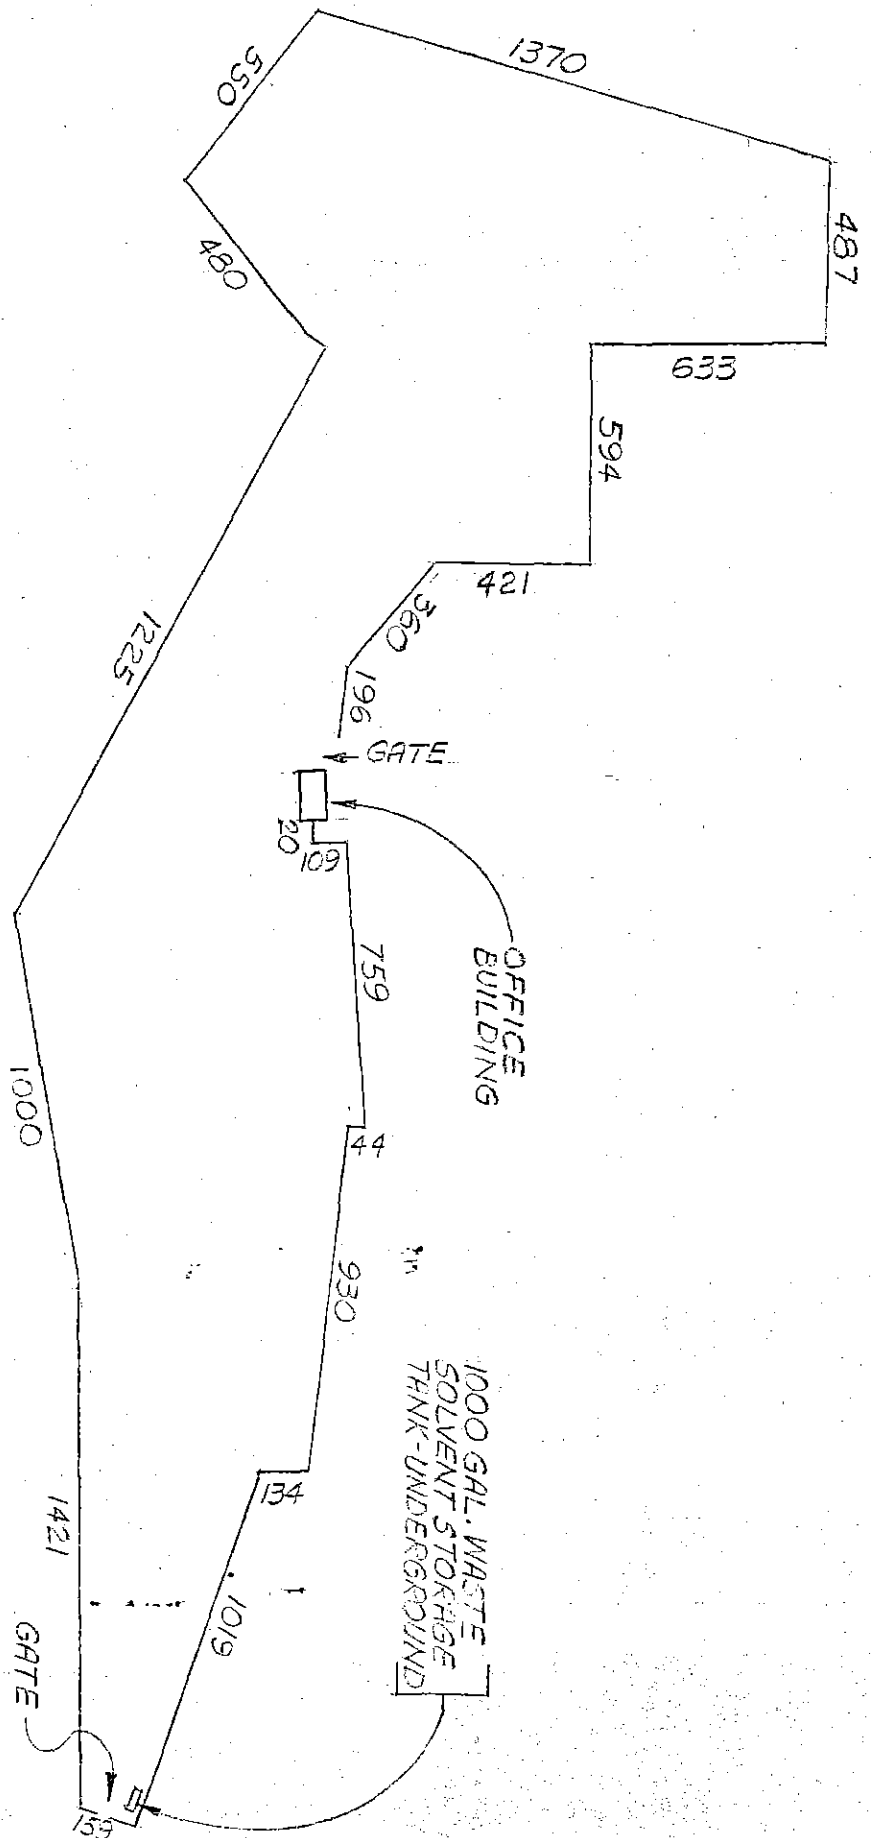 1370
550
487
480
633
594
421
360
196
GATE
20
109
1225
759
OFFICE
BUILDING
44
1000
930
1000 GAL. WASTE
SOLVENT STORAGE
TANK-UNDERGROUND
134
1019
1421
GATE
159